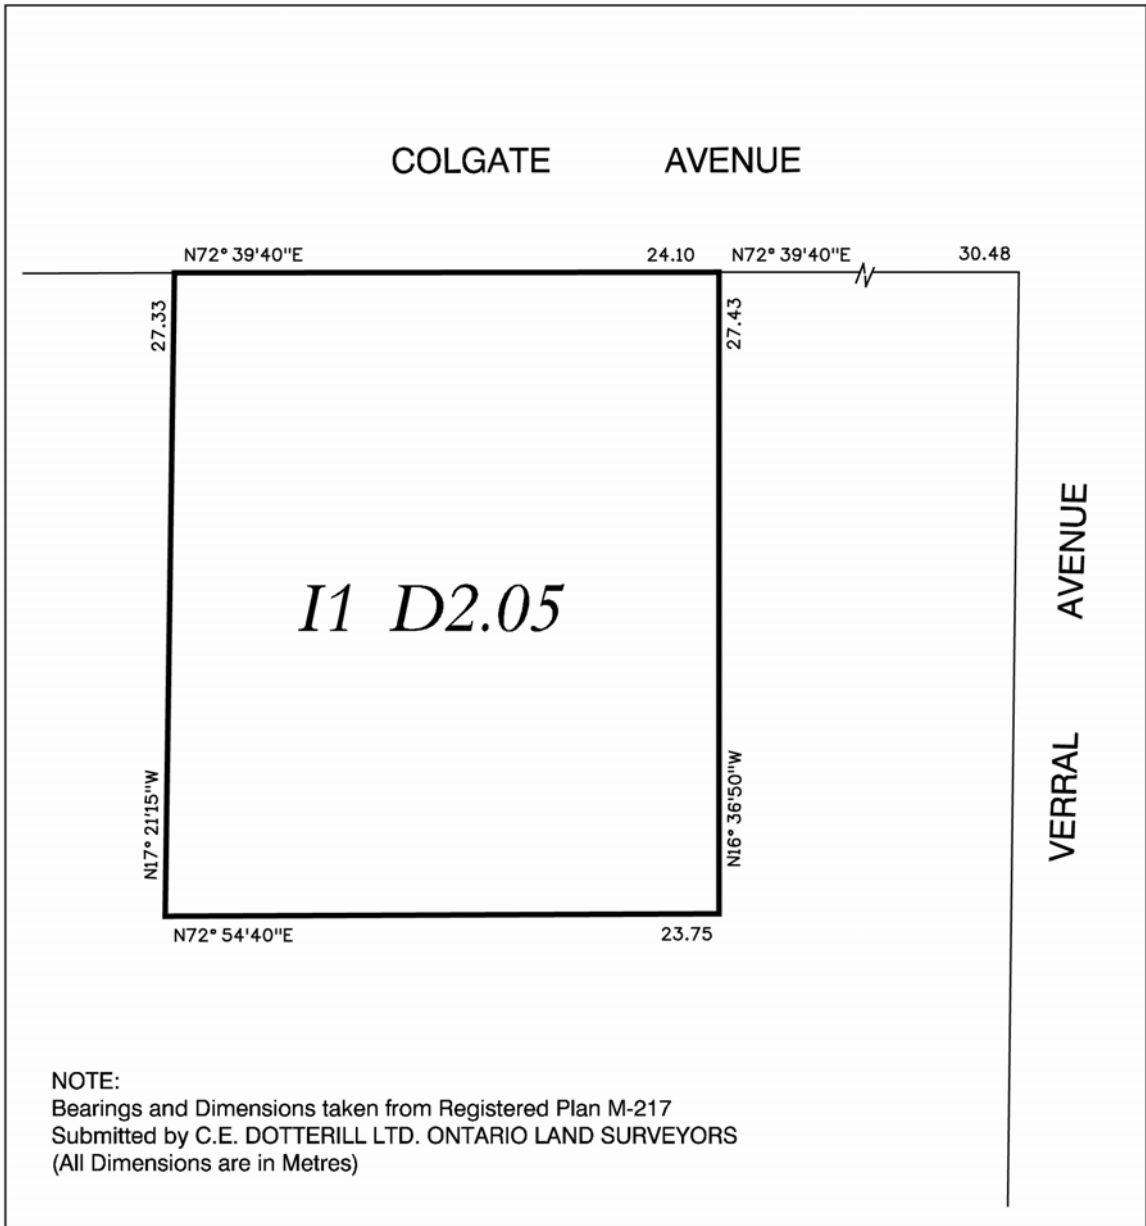 COLGATE AVENUE
N72° 39'40"E 24.10 N72° 39'40"E 30.48
27.33
27.43
I1 D2.05
N17° 21'15"W
N16° 36'50"W
VERRAL AVENUE
N72° 54'40"E 23.75
NOTE:
Bearings and Dimensions taken from Registered Plan M-217
Submitted by C.E. DOTTERILL LTD. ONTARIO LAND SURVEYORS
(All Dimensions are in Metres)